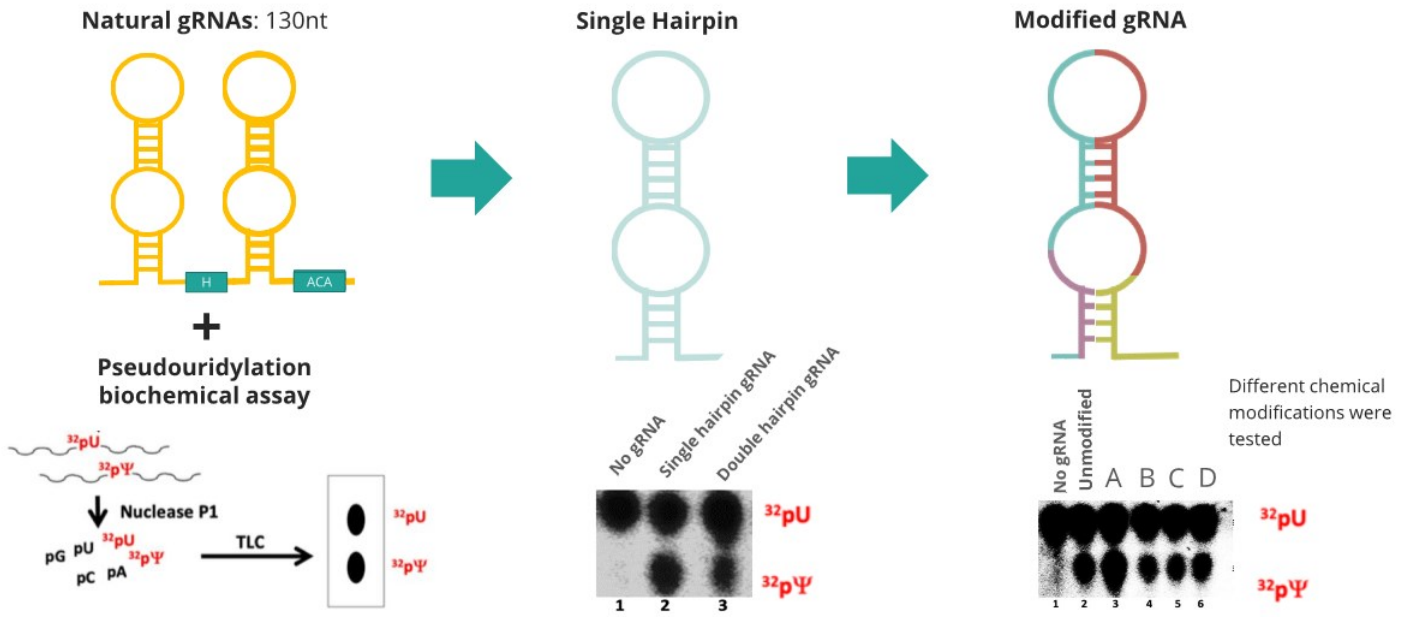 Natural gRNAs: 130nt
H
ACA
+
Pseudouridylation
biochemical assay
³²pU
³²pΨ
Nuclease P1
pG pU ³²pU
³²pΨ
pC pA
TLC
³²pU
³²pΨ
Single Hairpin
No gRNA
Single hairpin gRNA
Double hairpin gRNA
³²pU
³²pΨ
1 2 3
Modified gRNA
Different chemical
modifications were
tested
No gRNA
Unmodified
A B C D
³²pU
³²pΨ
1 2 3 4 5 6